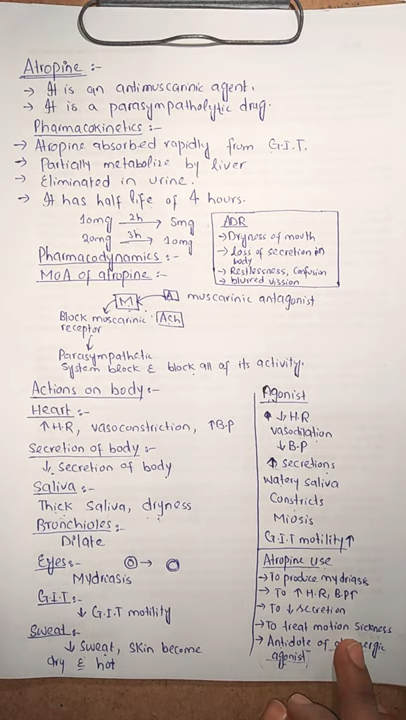 Atropine :-
→ It is an antimuscarinic agent.
→ It is a parasympatholytic drug.
Pharmacokinetics :-
→ Atropine absorbed rapidly from G.I.T.
→ Partially metabolize by liver
→ Eliminated in urine.
→ It has half life of 4 hours.
10mg 2h→ 5mg
20mg 3h→ 10mg
ADR
→ Dryness of mouth
→ Loss of secretion in
body
→ Restlessness, Confusion
→ blurred vission
Pharmacodynamics :-
MoA of atropine :-
M ← A muscarinic antagonist
Block muscarinic Ach
receptor
Parasympathetic
System block & block all of its activity.
Actions on body:-
Heart:-
↑H.R, vasoconstriction, ↑B.P
Secretion of body :-
↓ secretion of body
Saliva :-
Thick Saliva, dryness
Bronchioles:-
Dilate
Eyes:- →
Mydriasis
G.I.T:-
↓ G.I.T motility
Sweat:-
↓ Sweat, skin become
dry & hot
Agonist
↓ H.R
vasodilation
↓ B.P
↑ secretions
watery saliva
Constricts
Miosis
G.I.T motility↑
Atropine use
→ To produce mydriasis
→ To ↑ H.R, B.P↑
→ To ↓ secretion
→ To treat motion sickness
→ Antidote of
agonist